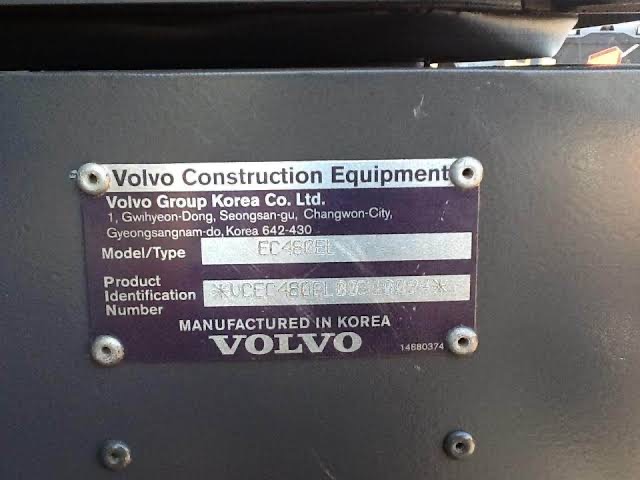 Volvo Construction Equipment
Volvo Group Korea Co. Ltd.
1, Gwihyeon-Dong, Seongsan-gu, Changwon-City,
Gyeongsangnam-do, Korea 642-430
Model/Type EC480EL
Product
Identification
Number
MANUFACTURED IN KOREA
VOLVO
14880374